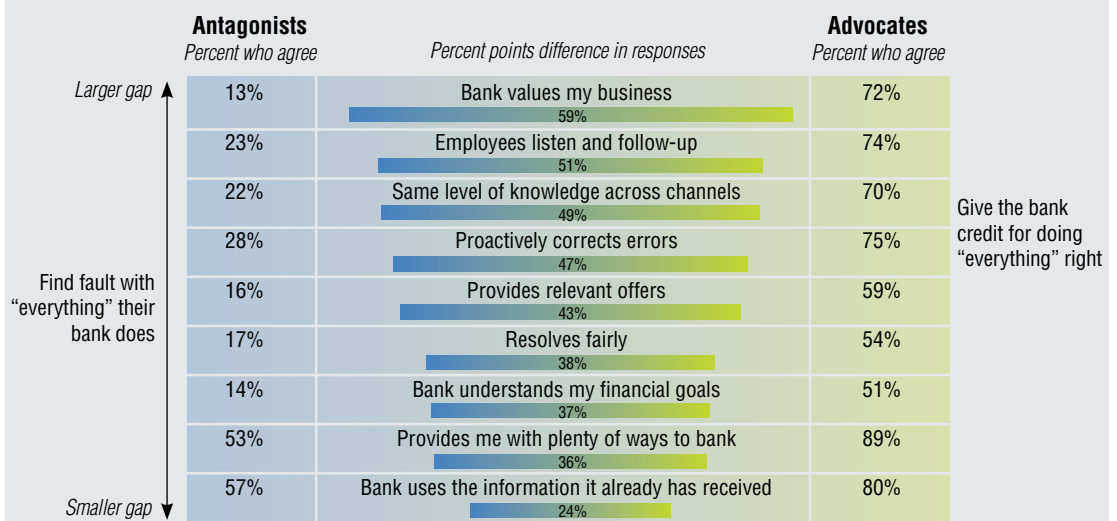 Antagonists
Percent who agree
Percent points difference in responses
Advocates
Percent who agree
Larger gap
13%
Bank values my business
72%
59%
23%
Employees listen and follow-up
74%
51%
22%
Same level of knowledge across channels
70%
49%
28%
Proactively corrects errors
75%
47%
16%
Provides relevant offers
59%
43%
17%
Resolves fairly
54%
38%
14%
Bank understands my financial goals
51%
37%
53%
Provides me with plenty of ways to bank
89%
36%
57%
Bank uses the information it already has received
80%
24%
Smaller gap
Find fault with
“everything” their
bank does
Give the bank
credit for doing
“everything” right